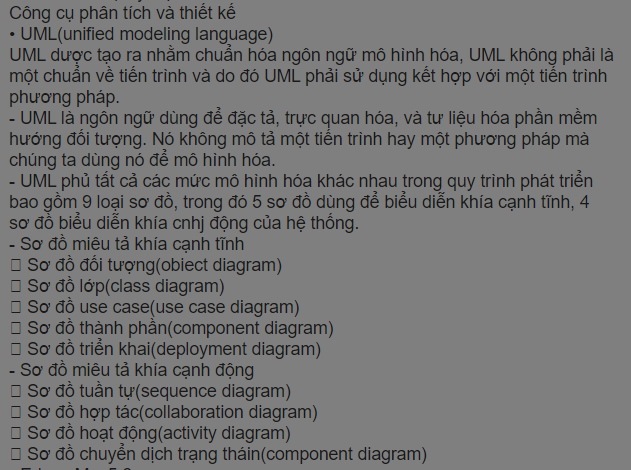 Công cụ phân tích và thiết kế
• UML(unified modeling language)
UML dược tạo ra nhằm chuẩn hóa ngôn ngữ mô hình hóa, UML không phải là
một chuẩn về tiến trình và do đó UML phải sử dụng kết hợp với một tiến trình
phương pháp.
- UML là ngôn ngữ dùng để đặc tả, trực quan hóa, và tư liệu hóa phần mềm
hướng đối tượng. Nó không mô tả một tiến trình hay một phương pháp mà
chúng ta dùng nó để mô hình hóa.
- UML phủ tất cả các mức mô hình hóa khác nhau trong quy trình phát triển
bao gồm 9 loại sơ đồ, trong đó 5 sơ đồ dùng để biểu diễn khía cạnh tĩnh, 4
sơ đồ biểu diễn khía cnhj động của hệ thống.
- Sơ đồ miêu tả khía cạnh tĩnh
□ Sơ đồ đối tượng(obiect diagram)
□ Sơ đồ lớp(class diagram)
□ Sơ đồ use case(use case diagram)
□ Sơ đồ thành phần(component diagram)
□ Sơ đồ triển khai(deployment diagram)
- Sơ đồ miêu tả khía cạnh động
□ Sơ đồ tuần tự(sequence diagram)
□ Sơ đồ hợp tác(collaboration diagram)
□ Sơ đồ hoạt động(activity diagram)
□ Sơ đồ chuyển dịch trạng tháin(component diagram)